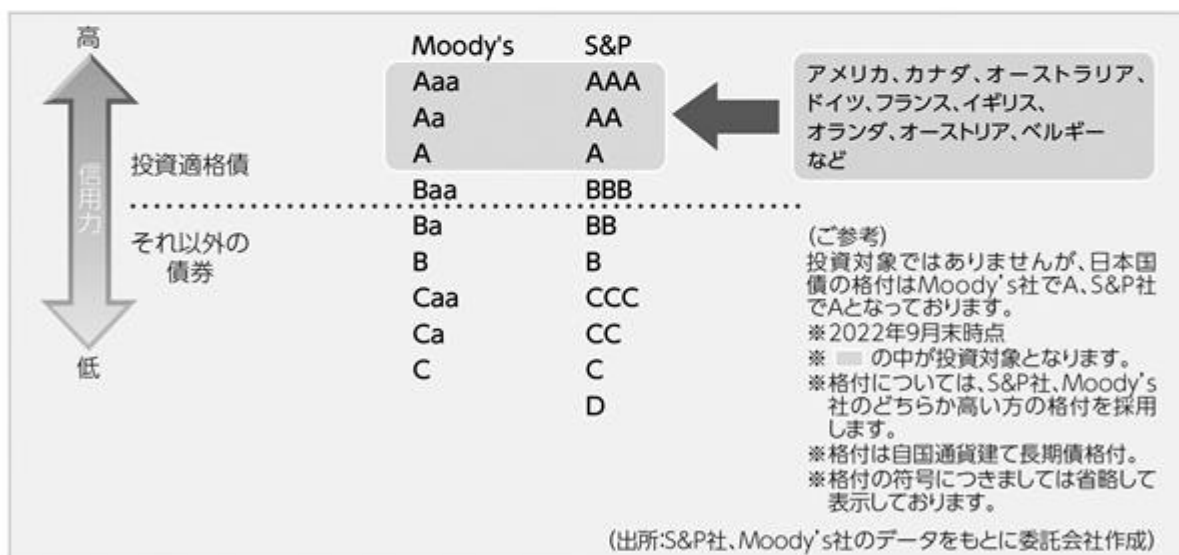 高
信用力
低
投資適格債
それ以外の
債券
Moody's S&P
Aaa AAA
Aa AA
A A
Baa BBB
Ba BB
B B
Caa CCC
Ca CC
C C
D
アメリカ、カナダ、オーストラリア、
ドイツ、フランス、イギリス、
オランダ、オーストリア、ベルギー
など
(ご参考)
投資対象ではありませんが、日本国
債の格付はMoody's社でA、S&P社
でAとなっております。
※2022年9月末時点
※ の中が投資対象となります。
※格付については、S&P社、Moody's
社のどちらか高い方の格付を採用
します。
※格付は自国通貨建て長期債格付。
※格付の符号につきましては省略して
表示しております。
(出所:S&P社、Moody's社のデータをもとに委託会社作成)